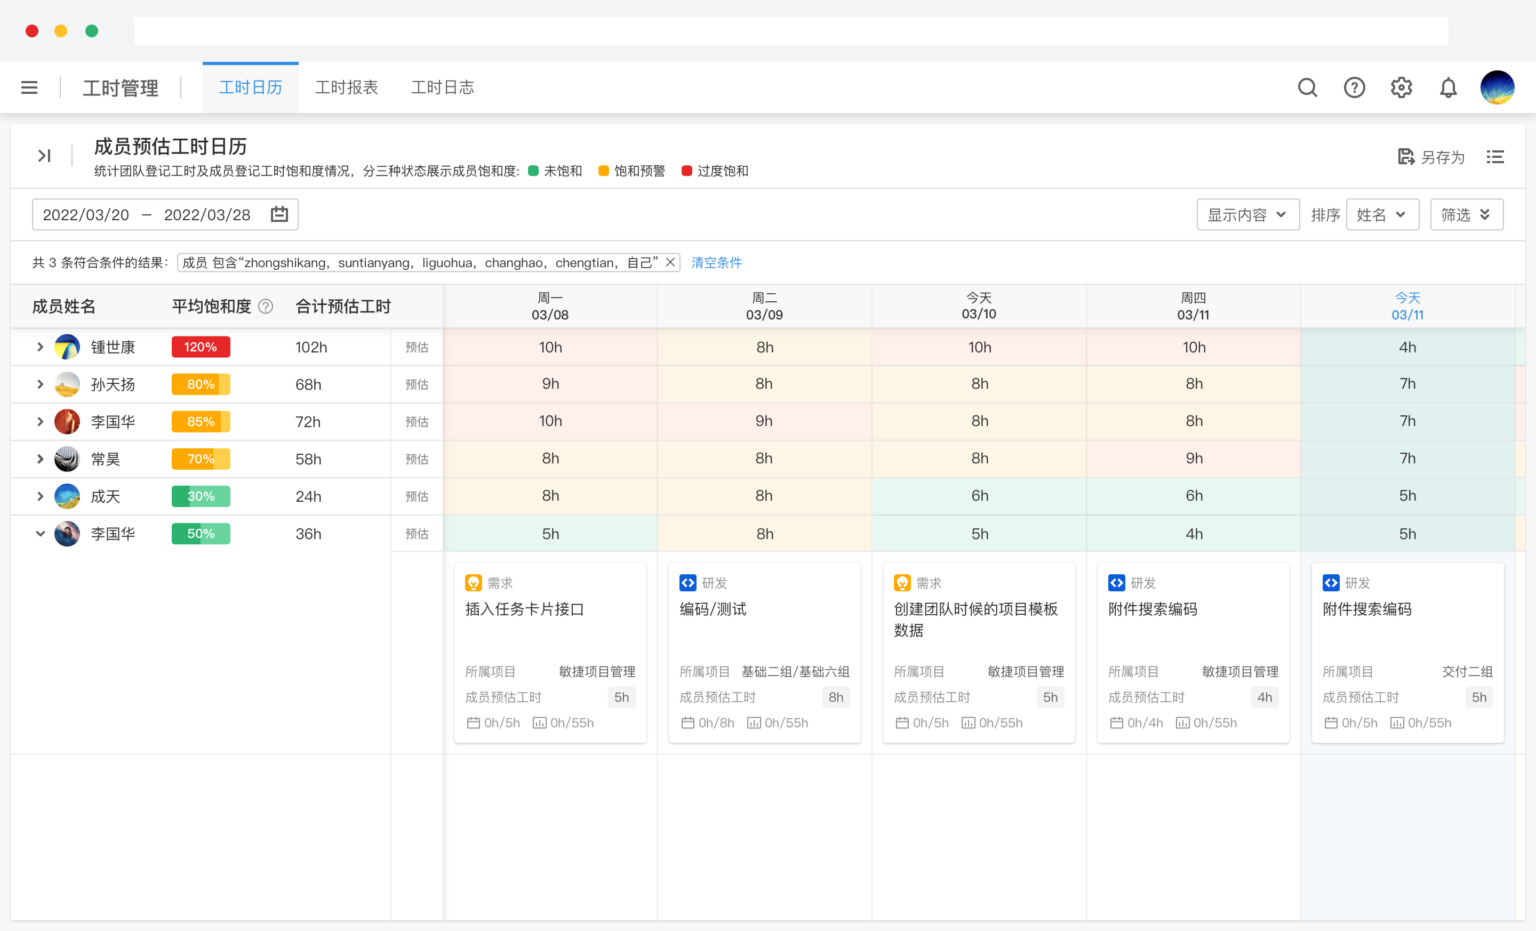 工时管理 工时日历 工时报表 工时日志
成员预估工时日历
统计团队登记工时及成员登记工时饱和度情况，分三种状态展示成员饱和度: 未饱和 饱和预警 过度饱和
另存为
2022/03/20 – 2022/03/28
显示内容 排序 姓名 筛选
共 3 条符合条件的结果: 成员 包含“zhongshikang，suntianyang，liguohua，changhao，chengtian，自己” 清空条件
成员姓名 平均饱和度 合计预估工时
周一 周二 今天 周四 今天
03/08 03/09 03/10 03/11 03/11
锺世康 120% 102h 预估 10h 8h 10h 10h 4h
孙天扬 80% 68h 预估 9h 8h 8h 8h 7h
李国华 85% 72h 预估 10h 9h 8h 8h 7h
常昊 70% 58h 预估 8h 8h 8h 9h 7h
成天 30% 24h 预估 8h 8h 6h 6h 5h
李国华 50% 36h 预估 5h 8h 5h 4h 5h
需求
插入任务卡片接口
所属项目 敏捷项目管理
成员预估工时 5h
0h/5h 0h/55h
研发
编码/测试
所属项目 基础二组/基础六组
成员预估工时 8h
0h/8h 0h/55h
需求
创建团队时候的项目模板
数据
所属项目 敏捷项目管理
成员预估工时 5h
0h/5h 0h/55h
研发
附件搜索编码
所属项目 敏捷项目管理
成员预估工时 4h
0h/4h 0h/55h
研发
附件搜索编码
所属项目 交付二组
成员预估工时 5h
0h/5h 0h/55h